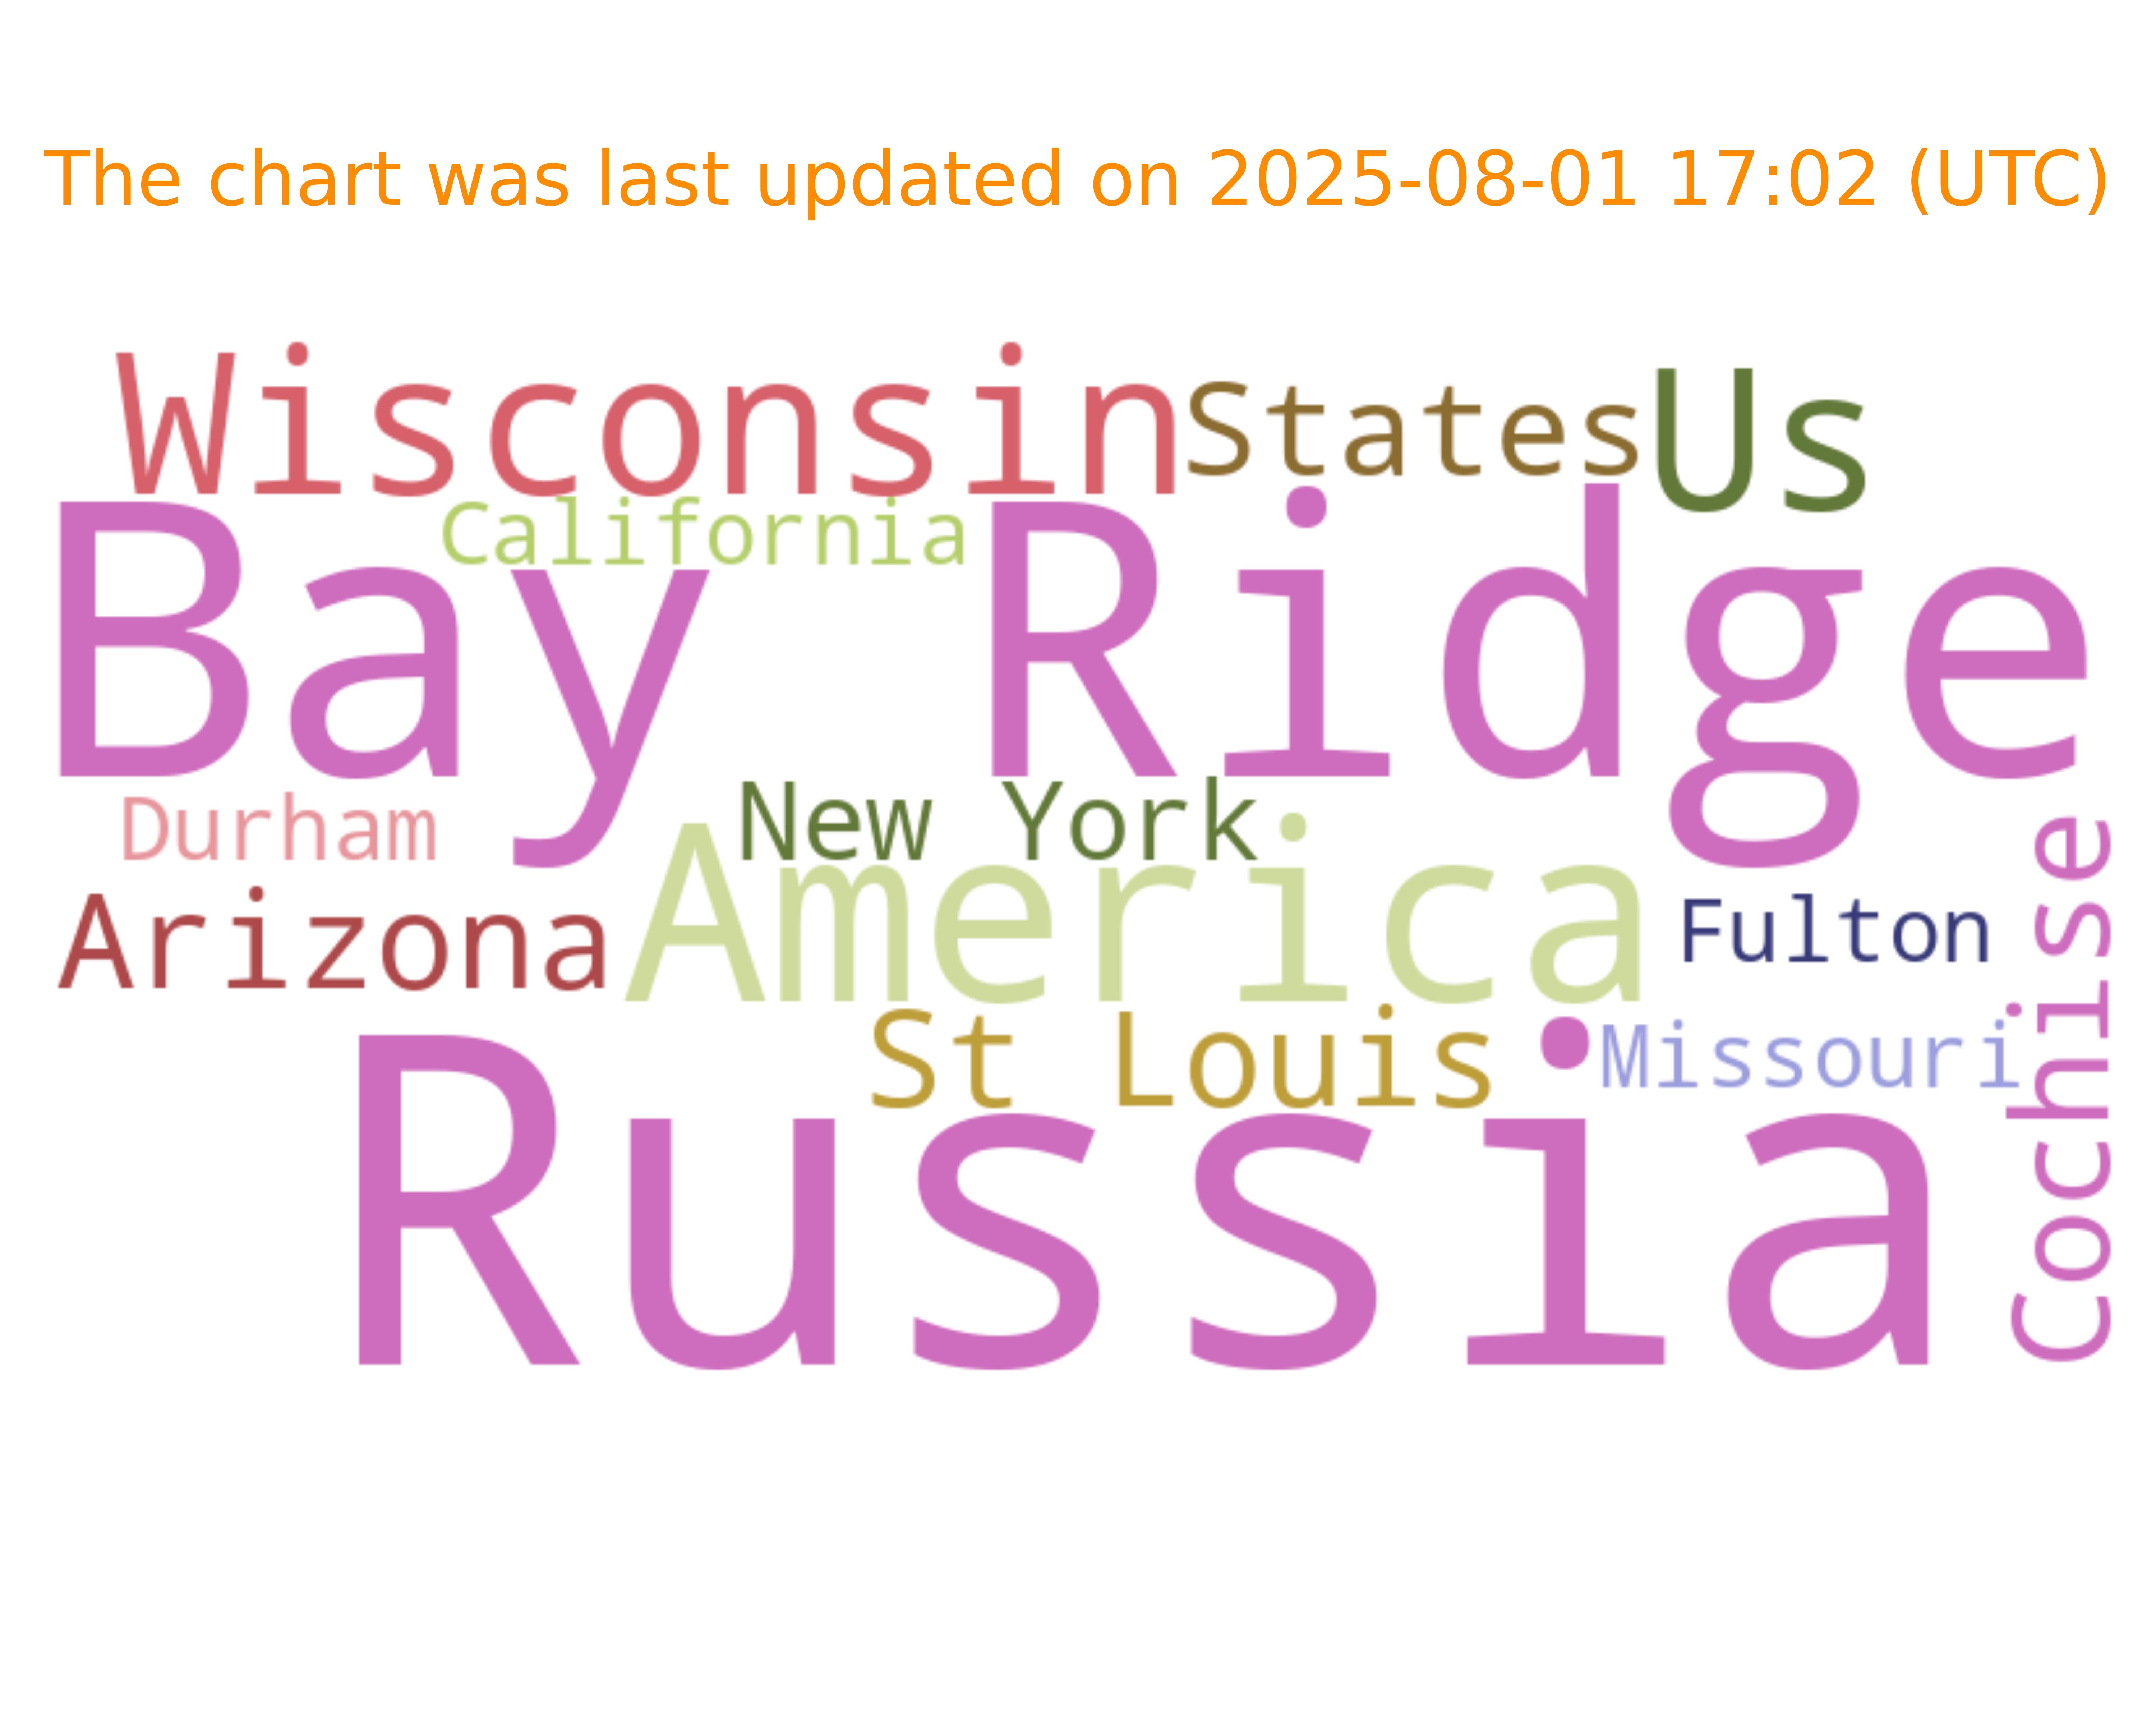 The chart was last updated on 2025-08-01 17:02 (UTC)
Wisconsin
States
Us
California
Bay Ridge
Durham
New York
America
Arizona
Fulton
St Louis
Missouri
Cochise
Russia